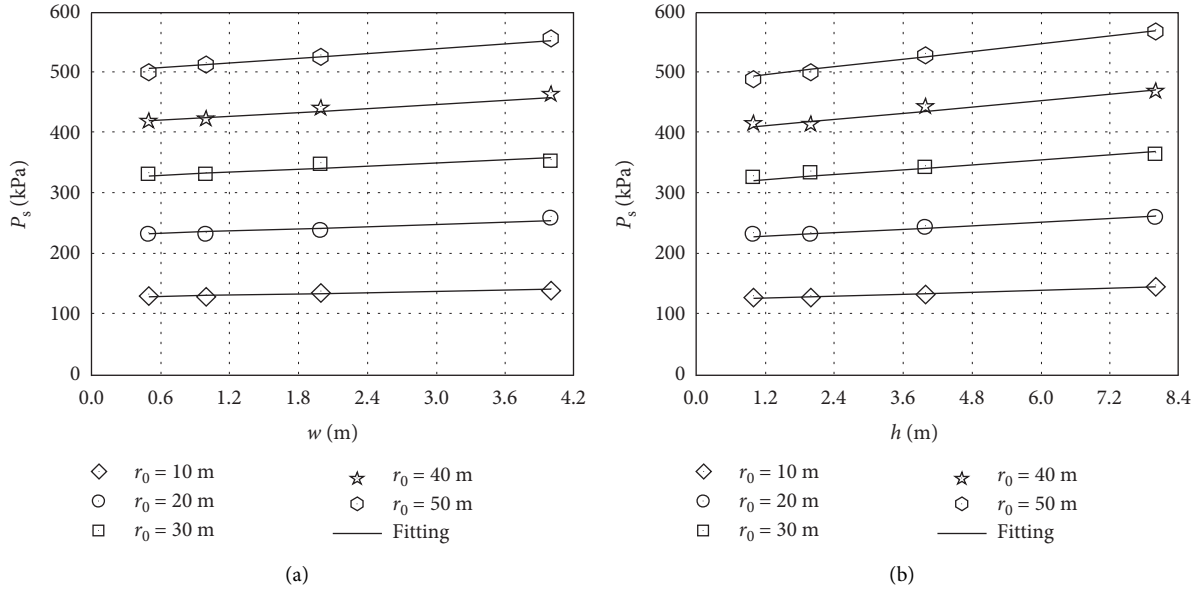 600
500
400
300
200
100
0
P_s (kPa)
0.0 0.6 1.2 1.8 2.4 3.0 3.6 4.2
w (m)
r_0 = 10 m
r_0 = 20 m
r_0 = 30 m
r_0 = 40 m
r_0 = 50 m
Fitting
(a)
600
500
400
300
200
100
0
P_s (kPa)
0.0 1.2 2.4 3.6 4.8 6.0 7.2 8.4
h (m)
r_0 = 10 m
r_0 = 20 m
r_0 = 30 m
r_0 = 40 m
r_0 = 50 m
Fitting
(b)